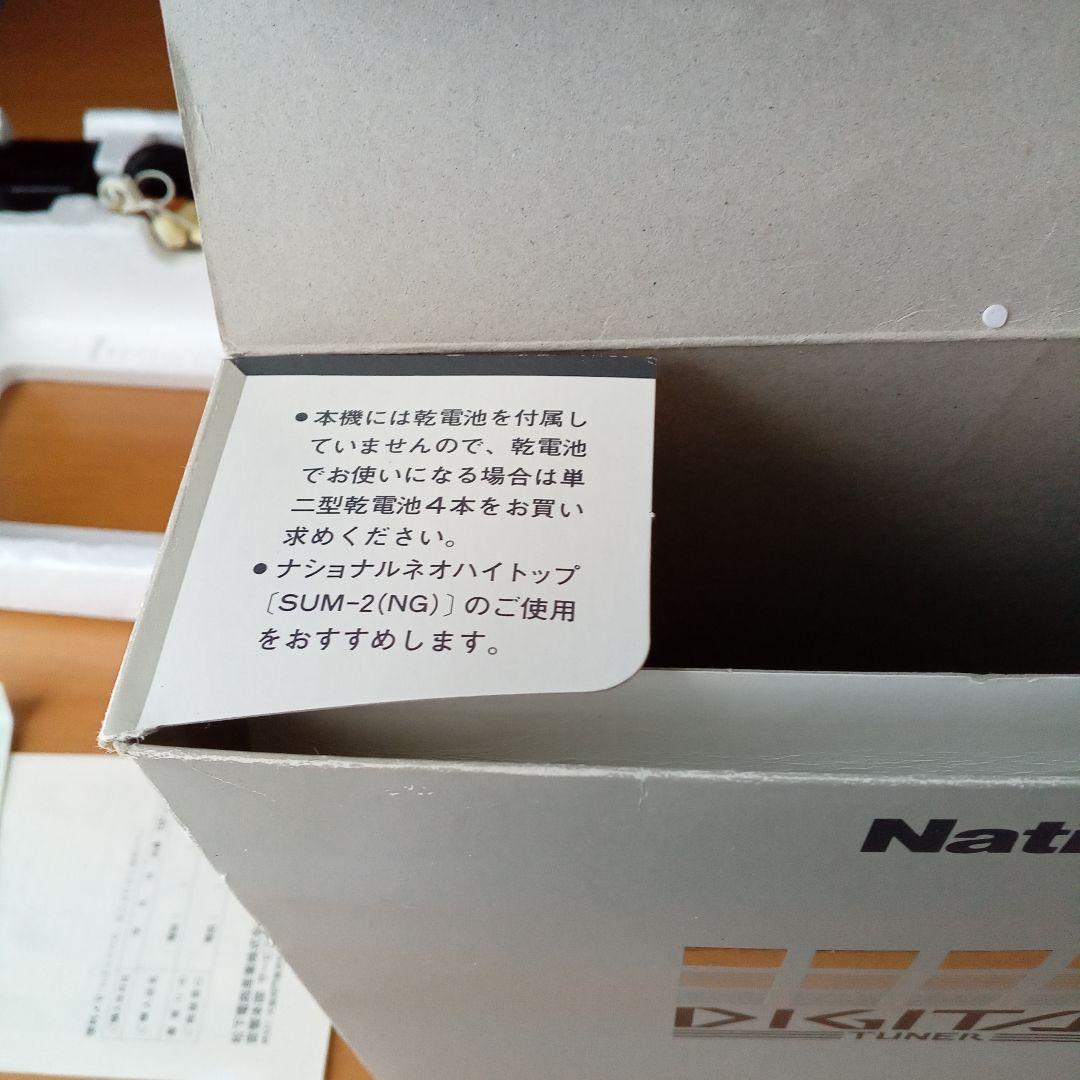 ●本機には乾電池を付属し
ていませんので、乾電池
でお使いになる場合は単
二型乾電池4本をお買い
求めください。
●ナショナルネオハイトップ
〔SUM-2(NG)〕のご使用
をおすすめします。
Nati
DIGITA
TUNER